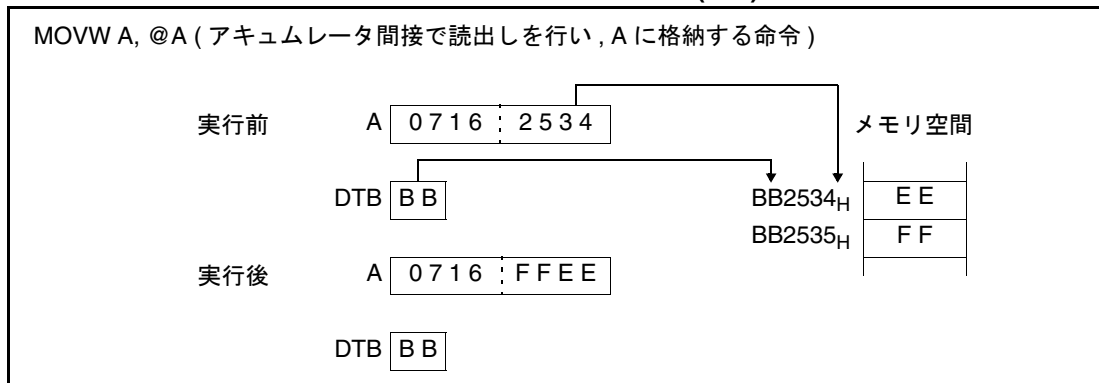 MOVW A, @A ( アキュムレータ間接で読出しを行い , A に格納する命令 )
実行前 A 0716 2534 メモリ空間
DTB BB BB2534H EE
BB2535H FF
実行後 A 0716 FFEE
DTB BB